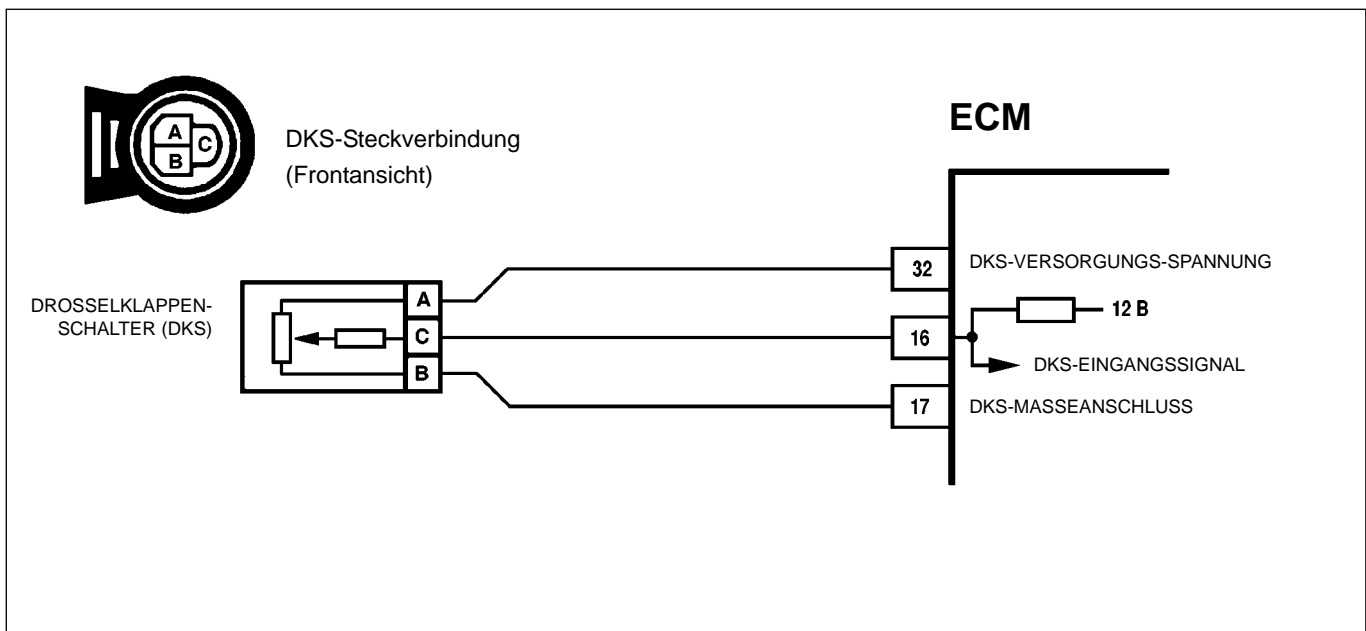 A
B
C
DKS-Steckverbindung
(Frontansicht)
ECM
DROSSELKLAPPEN-
SCHALTER (DKS)
A
C
B
32
DKS-VERSORGUNGS-SPANNUNG
12 B
16
DKS-EINGANGSSIGNAL
17
DKS-MASSEANSCHLUSS